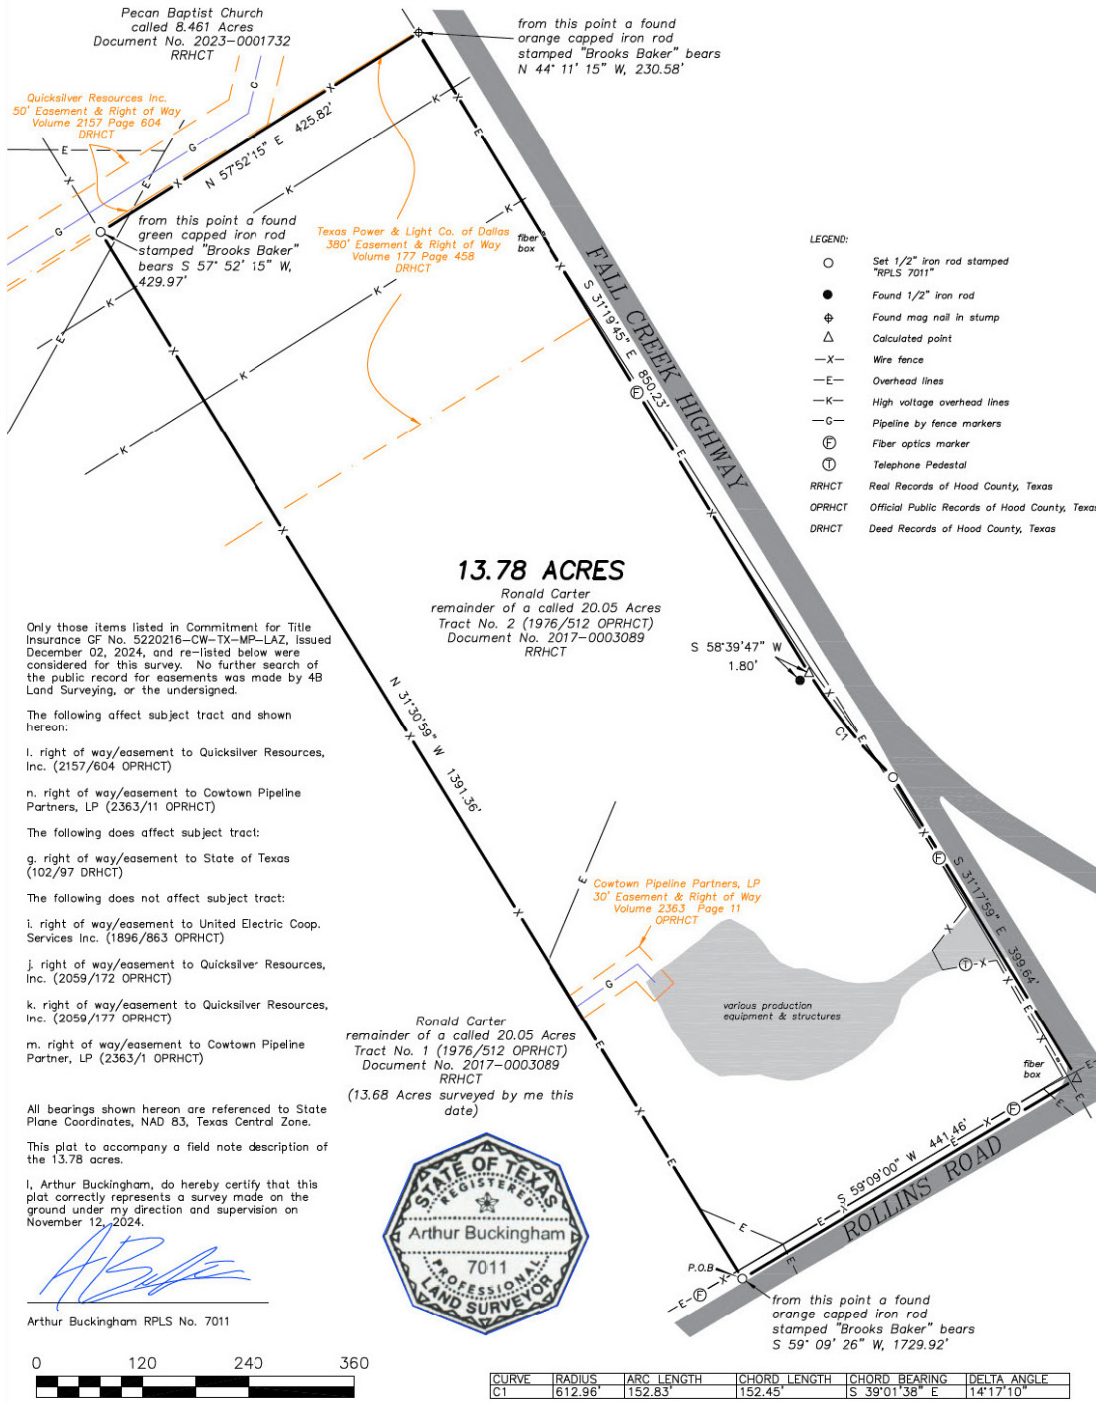 Pecan Baptist Church
called 8.461 Acres
Document No. 2023-0001732
RRHCT
from this point a found
orange capped iron rod
stamped "Brooks Baker" bears
N 44° 11' 15" W, 230.58'
Quicksilver Resources Inc.
50' Easement & Right of Way
Volume 2157 Page 604
DRHCT
N 57°52'15" E 425.82'
from this point a found
green capped iron rod
stamped "Brooks Baker"
bears S 57° 52' 15" W,
429.97'
Texas Power & Light Co. of Dallas
380' Easement & Right of Way
Volume 177 Page 458
DRHCT
fiber
box
FALL CREEK HIGHWAY
S 31°19'45" E 850.23'
LEGEND:
Set 1/2" iron rod stamped
"RPLS 7011"
Found 1/2" iron rod
Found mag nail in stump
Calculated point
—X— Wire fence
—E— Overhead lines
—K— High voltage overhead lines
—G— Pipeline by fence markers
F Fiber optics marker
T Telephone Pedestal
RRHCT Real Records of Hood County, Texas
OPRHCT Official Public Records of Hood County, Texas
DRHCT Deed Records of Hood County, Texas
13.78 ACRES
Ronald Carter
remainder of a called 20.05 Acres
Tract No. 2 (1976/512 OPRHCT)
Document No. 2017-0003089
RRHCT
S 58°39'47" W
1.80'
C1
N 31°30'59" W 1391.36'
Only those items listed in Commitment for Title
Insurance GF No. 5220216-CW-TX-MP-LAZ, Issued
December 02, 2024, and re-listed below were
considered for this survey. No further search of
the public record for easements was made by 4B
Land Surveying, or the undersigned.
The following affect subject tract and shown
hereon:
l. right of way/easement to Quicksilver Resources,
Inc. (2157/604 OPRHCT)
n. right of way/easement to Cowtown Pipeline
Partners, LP (2363/11 OPRHCT)
The following does affect subject tract:
g. right of way/easement to State of Texas
(102/97 DRHCT)
The following does not affect subject tract:
i. right of way/easement to United Electric Coop.
Services Inc. (1896/863 OPRHCT)
j. right of way/easement to Quicksilver Resources,
Inc. (2059/172 OPRHCT)
k. right of way/easement to Quicksilver Resources,
Inc. (2059/177 OPRHCT)
m. right of way/easement to Cowtown Pipeline
Partner, LP (2363/1 OPRHCT)
All bearings shown hereon are referenced to State
Plane Coordinates, NAD 83, Texas Central Zone.
This plat to accompany a field note description of
the 13.78 acres.
I, Arthur Buckingham, do hereby certify that this
plat correctly represents a survey made on the
ground under my direction and supervision on
November 12, 2024.
Arthur Buckingham RPLS No. 7011
Cowtown Pipeline Partners, LP
30' Easement & Right of Way
Volume 2363 Page 11
OPRHCT
various production
equipment & structures
S 31°17'59" E 399.64'
Ronald Carter
remainder of a called 20.05 Acres
Tract No. 1 (1976/512 OPRHCT)
Document No. 2017-0003089
RRHCT
(13.68 Acres surveyed by me this
date)
fiber
box
S 59°09'00" W 441.46'
ROLLINS ROAD
STATE OF TEXAS
REGISTERED
Arthur Buckingham
7011
PROFESSIONAL
LAND SURVEYOR
P.O.B
from this point a found
orange capped iron rod
stamped "Brooks Baker" bears
S 59° 09' 26" W, 1729.92'
0 120 240 360
CURVE RADIUS ARC LENGTH CHORD LENGTH CHORD BEARING DELTA ANGLE
C1 612.96' 152.83' 152.45' S 39°01'38" E 14°17'10"